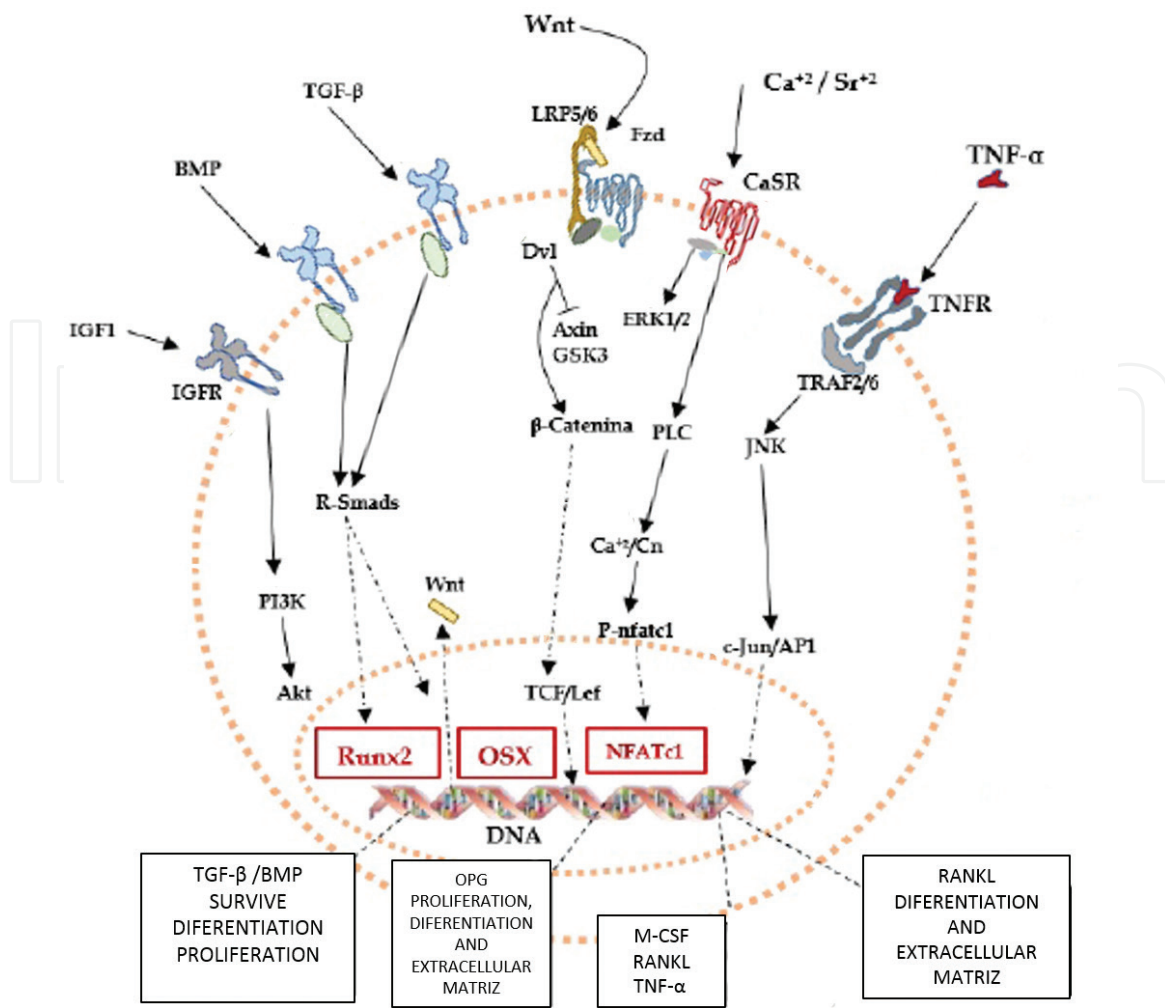 Wnt
Ca⁺² / Sr⁺²
TGF-β
LRP5/6
Fzd
TNF-α
BMP
CaSR
Dvl
TNFR
IGF1
ERK1/2
Axin
GSK3
IGFR
TRAF2/6
β-Catenina
PLC
JNK
R-Smads
Ca⁺²/Cn
Wnt
PI3K
P-nfatc1
c-Jun/AP1
Akt
TCF/Lef
Runx2
OSX
NFATc1
DNA
TGF-β /BMP
SURVIVE
DIFERENTIATION
PROLIFERATION
OPG
PROLIFERATION,
DIFERENTIATION
AND
EXTRACELLULAR
MATRIZ
M-CSF
RANKL
TNF-α
RANKL
DIFERENTIATION
AND
EXTRACELLULAR
MATRIZ